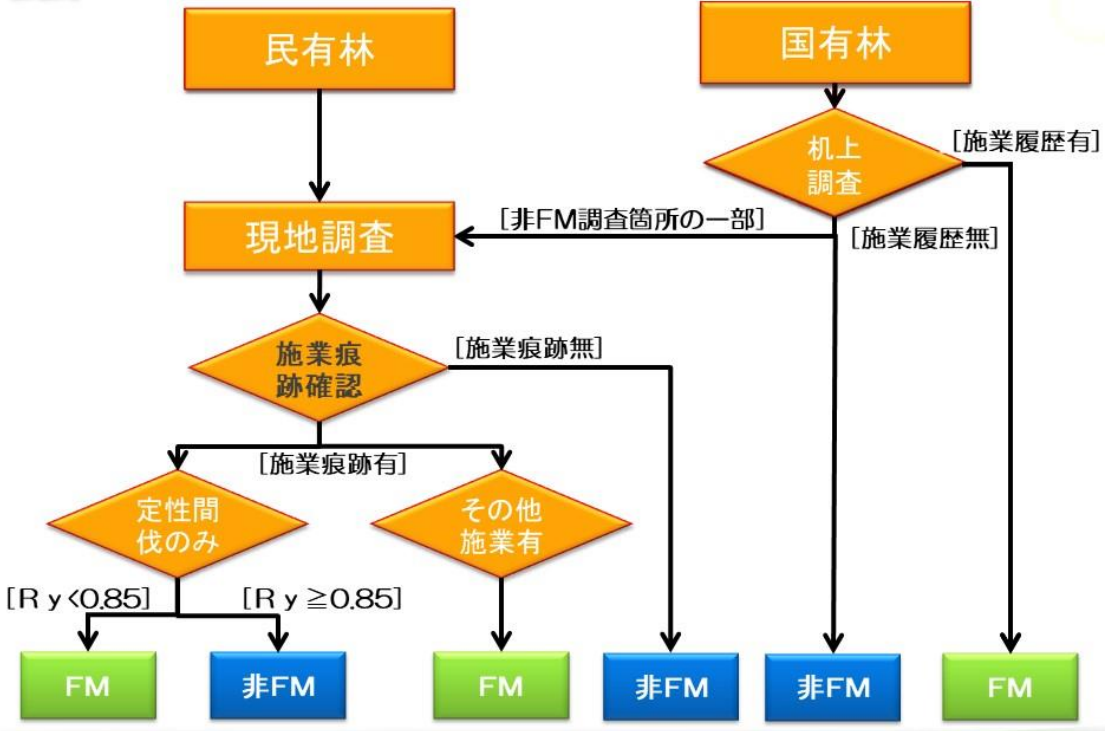 民有林
国有林
机上
調査
[施業履歴有]
現地調査
[非FM調査箇所の一部]
[施業履歴無]
施業痕
跡確認
[施業痕跡無]
[施業痕跡有]
定性間
伐のみ
その他
施業有
[Ry<0.85]
[Ry≧0.85]
FM
非FM
FM
非FM
非FM
FM